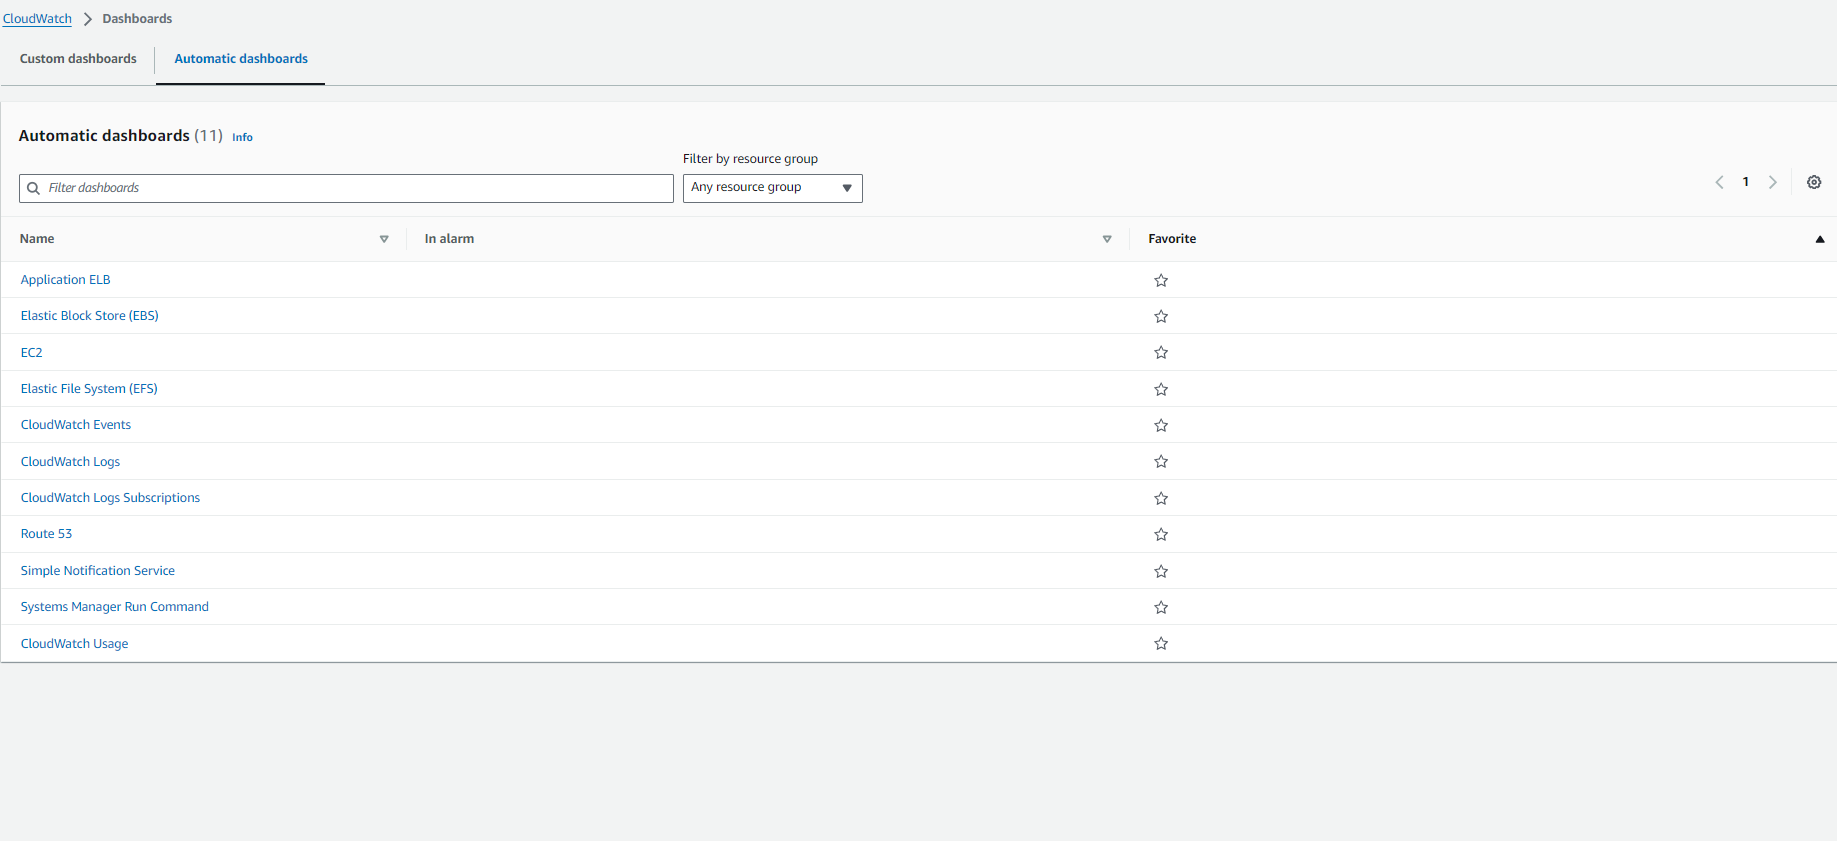 CloudWatch > Dashboards
Custom dashboards Automatic dashboards
Automatic dashboards (11) Info
Filter by resource group
Filter dashboards Any resource group 1
Name In alarm Favorite
Application ELB
Elastic Block Store (EBS)
EC2
Elastic File System (EFS)
CloudWatch Events
CloudWatch Logs
CloudWatch Logs Subscriptions
Route 53
Simple Notification Service
Systems Manager Run Command
CloudWatch Usage